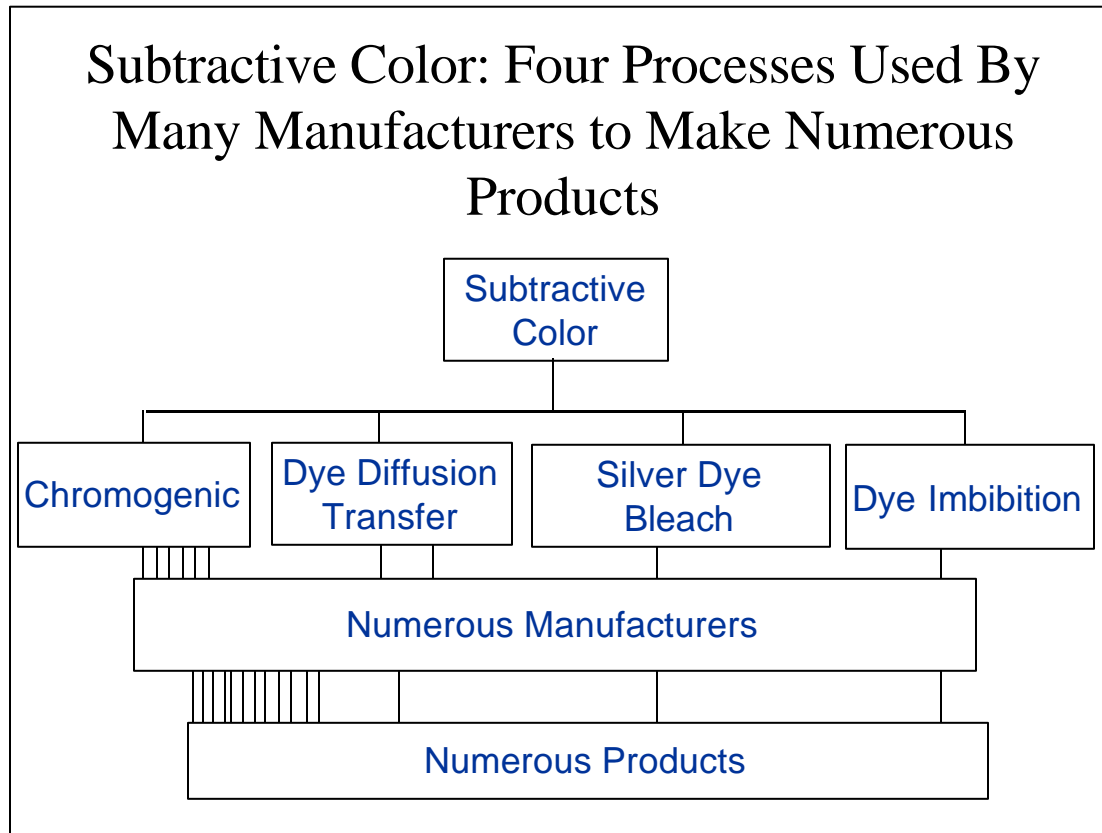 Subtractive Color: Four Processes Used By
Many Manufacturers to Make Numerous
Products
Subtractive
Color
Chromogenic
Dye Diffusion
Transfer
Silver Dye
Bleach
Dye Imbibition
Numerous Manufacturers
Numerous Products